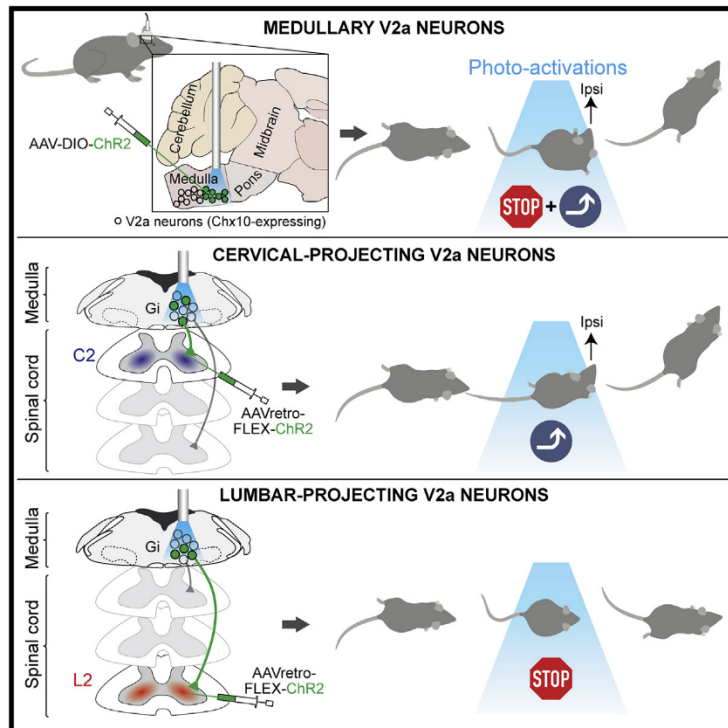 MEDULLARY V2a NEURONS
Photo-activations
Ipsi
AAV-DIO-ChR2
Cerebellum
Midbrain
Medulla
Pons
V2a neurons (Chx10-expressing)
STOP +
CERVICAL-PROJECTING V2a NEURONS
Medulla
Gi
Spinal cord
C2
AAVretro-
FLEX-ChR2
Ipsi
LUMBAR-PROJECTING V2a NEURONS
Medulla
Gi
Spinal cord
L2
AAVretro-
FLEX-ChR2
STOP